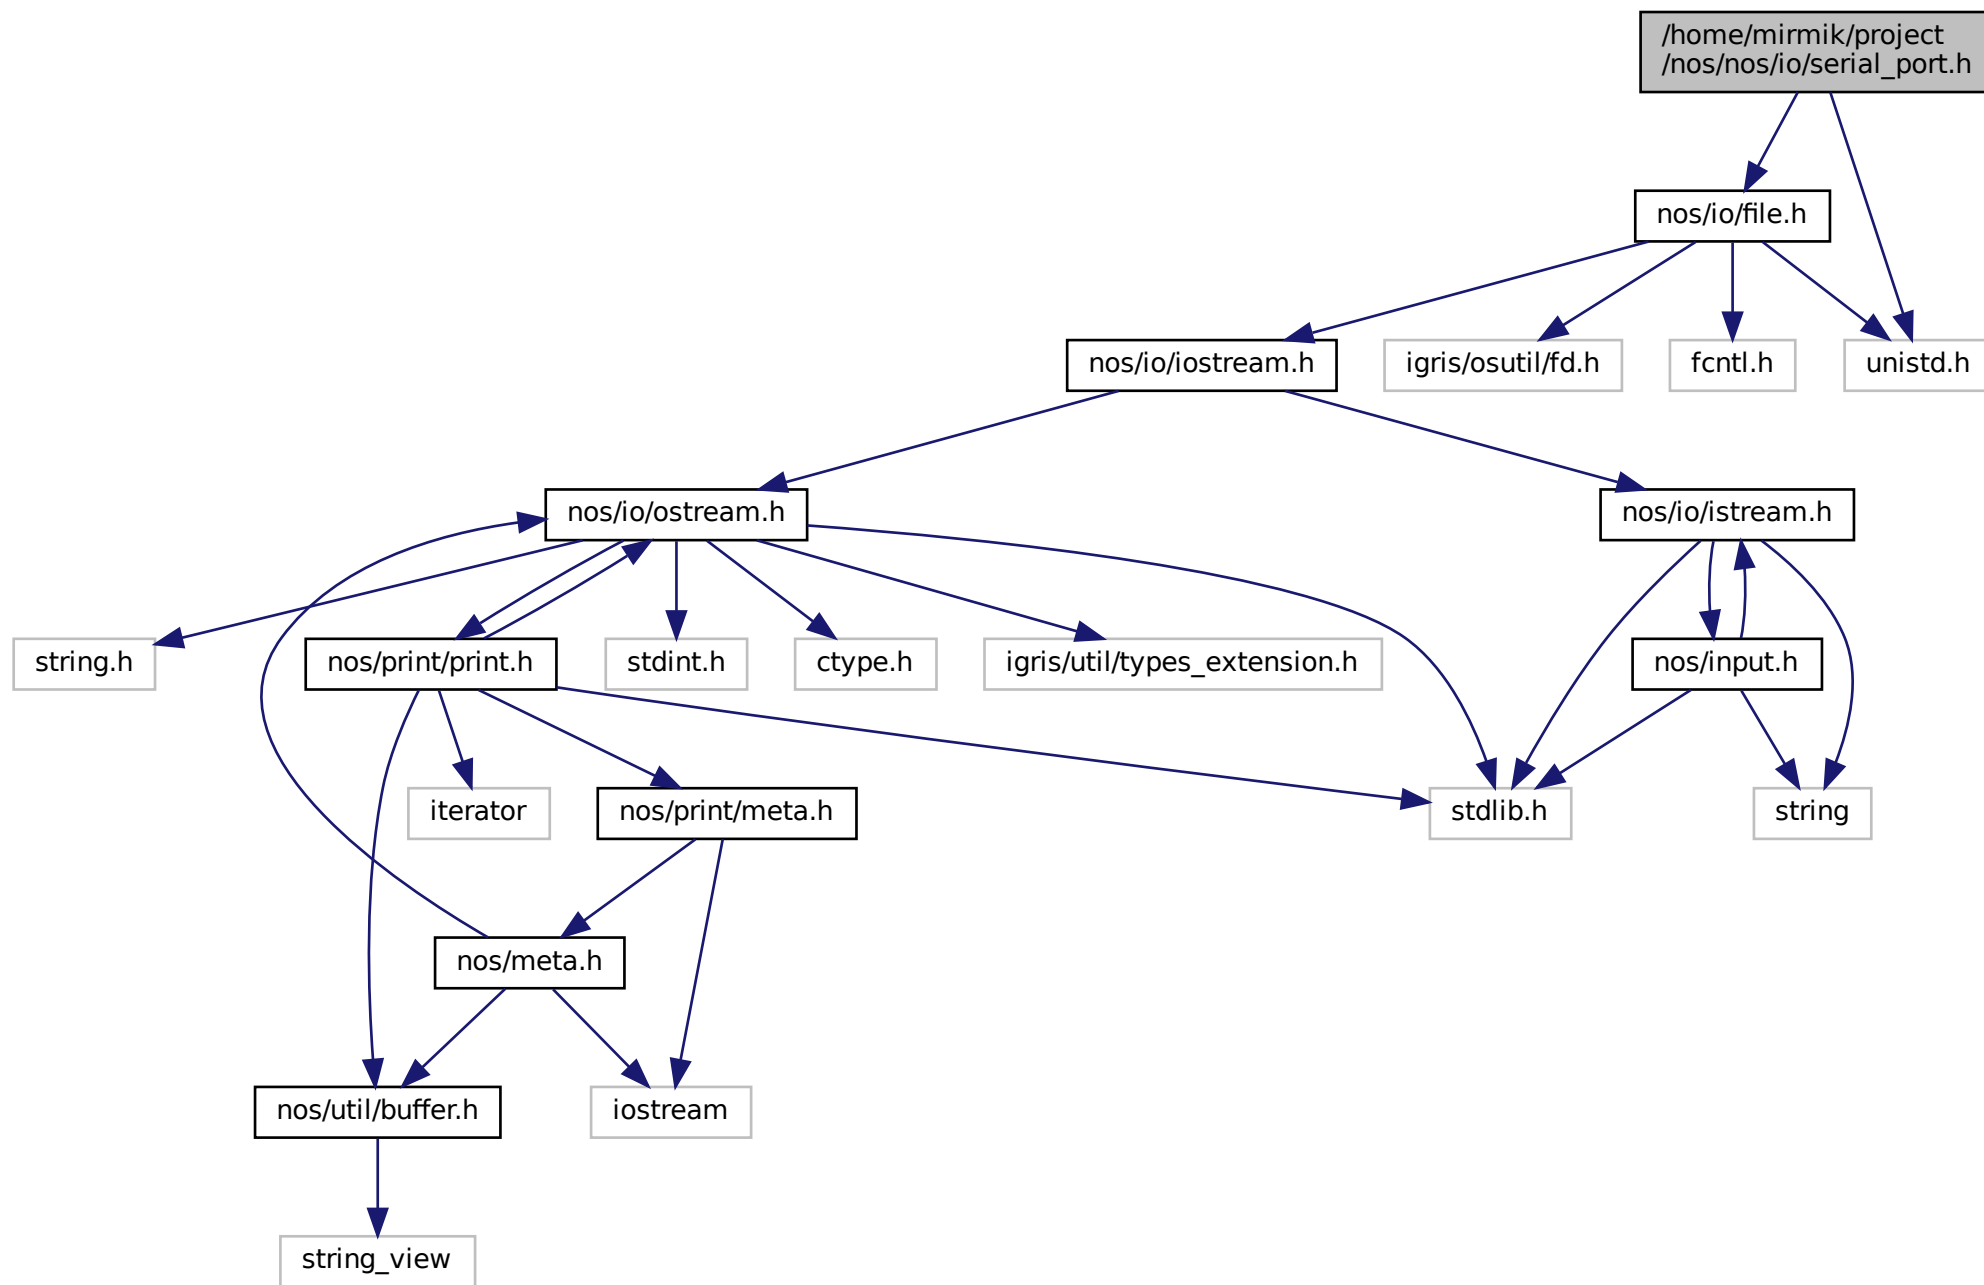 /home/mirmik/project
/nos/nos/io/serial_port.h
nos/io/file.h
nos/io/iostream.h
igris/osutil/fd.h
fcntl.h
unistd.h
nos/io/ostream.h
nos/io/istream.h
string.h
nos/print/print.h
stdint.h
ctype.h
igris/util/types_extension.h
nos/input.h
iterator
nos/print/meta.h
stdlib.h
string
nos/meta.h
nos/util/buffer.h
iostream
string_view